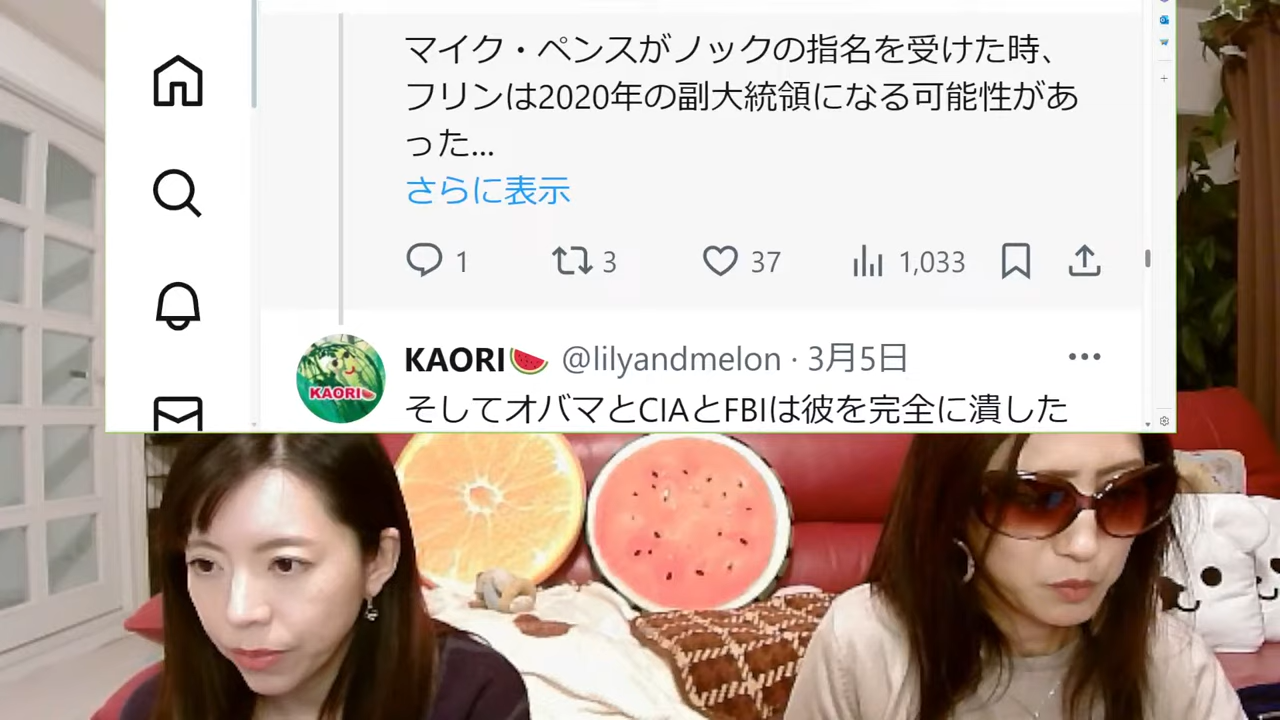 マイク・ペンスがノックの指名を受けた時、
フリンは2020年の副大統領になる可能性があ
った...
さらに表示
1 3 37 1,033
KAORI🍉 @lilyandmelon · 3月5日
KAORI
そしてオバマとCIAとFBIは彼を完全に潰した